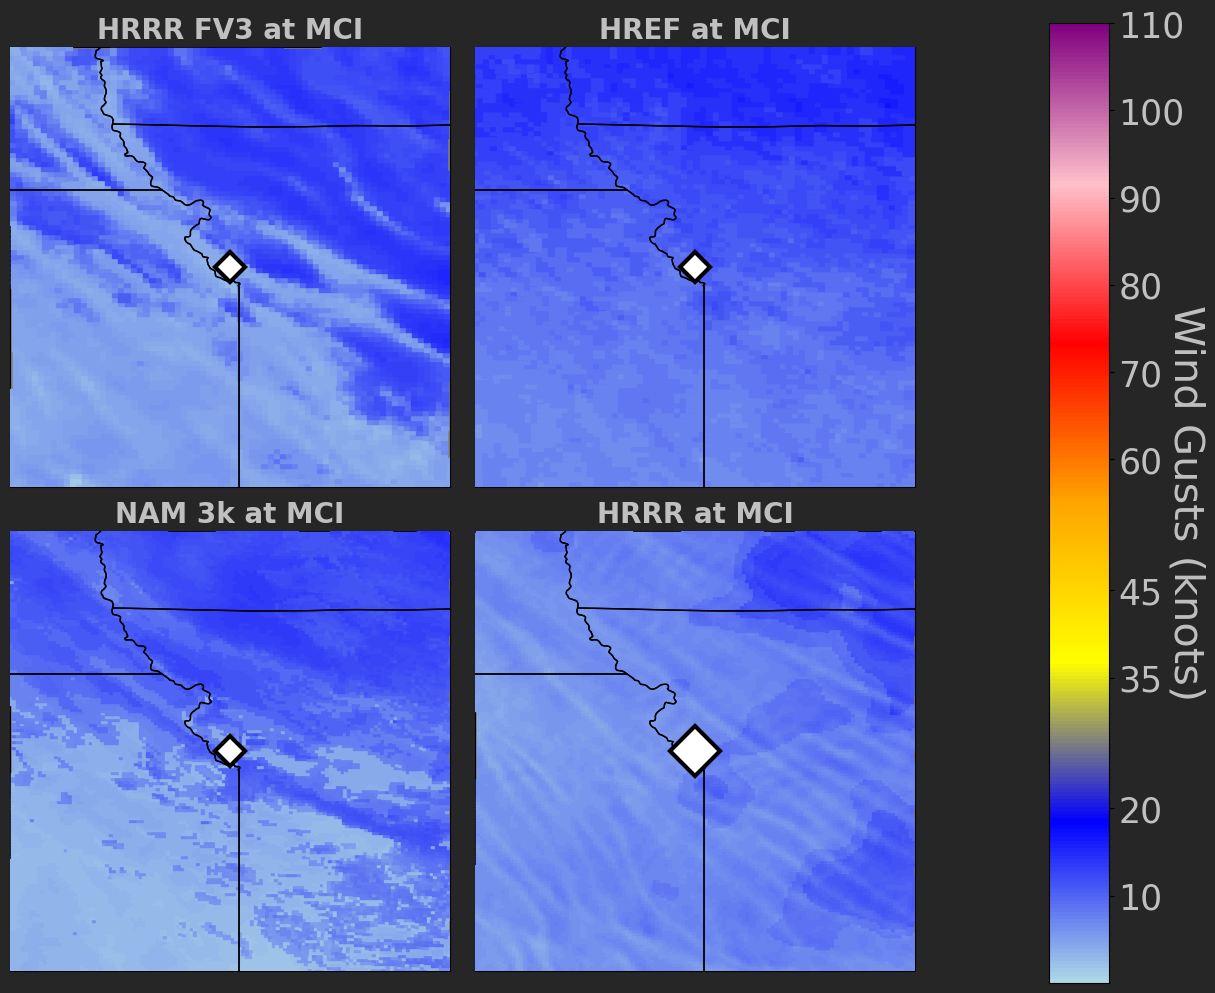 HRRR FV3 at MCI
HREF at MCI
NAM 3k at MCI
HRRR at MCI
110
100
90
80
70
60
45
35
20
10
Wind Gusts (knots)